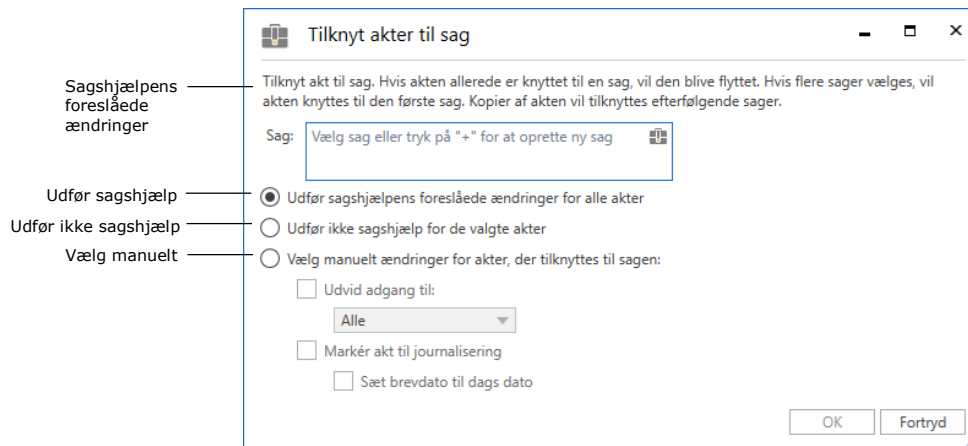 Tilknyt akter til sag
Sagshjælpens
foreslåede
ændringer
Tilknyt akt til sag. Hvis akten allerede er knyttet til en sag, vil den blive flyttet. Hvis flere sager vælges, vil
akten knyttes til den første sag. Kopier af akten vil tilknyttes efterfølgende sager.
Sag:
Vælg sag eller tryk på "+" for at oprette ny sag
Udfør sagshjælp
Udfør sagshjælpens foreslåede ændringer for alle akter
Udfør ikke sagshjælp
Udfør ikke sagshjælp for de valgte akter
Vælg manuelt
Vælg manuelt ændringer for akter, der tilknyttes til sagen:
Udvid adgang til:
Alle
Markér akt til journalisering
Sæt brevdato til dags dato
OK
Fortryd